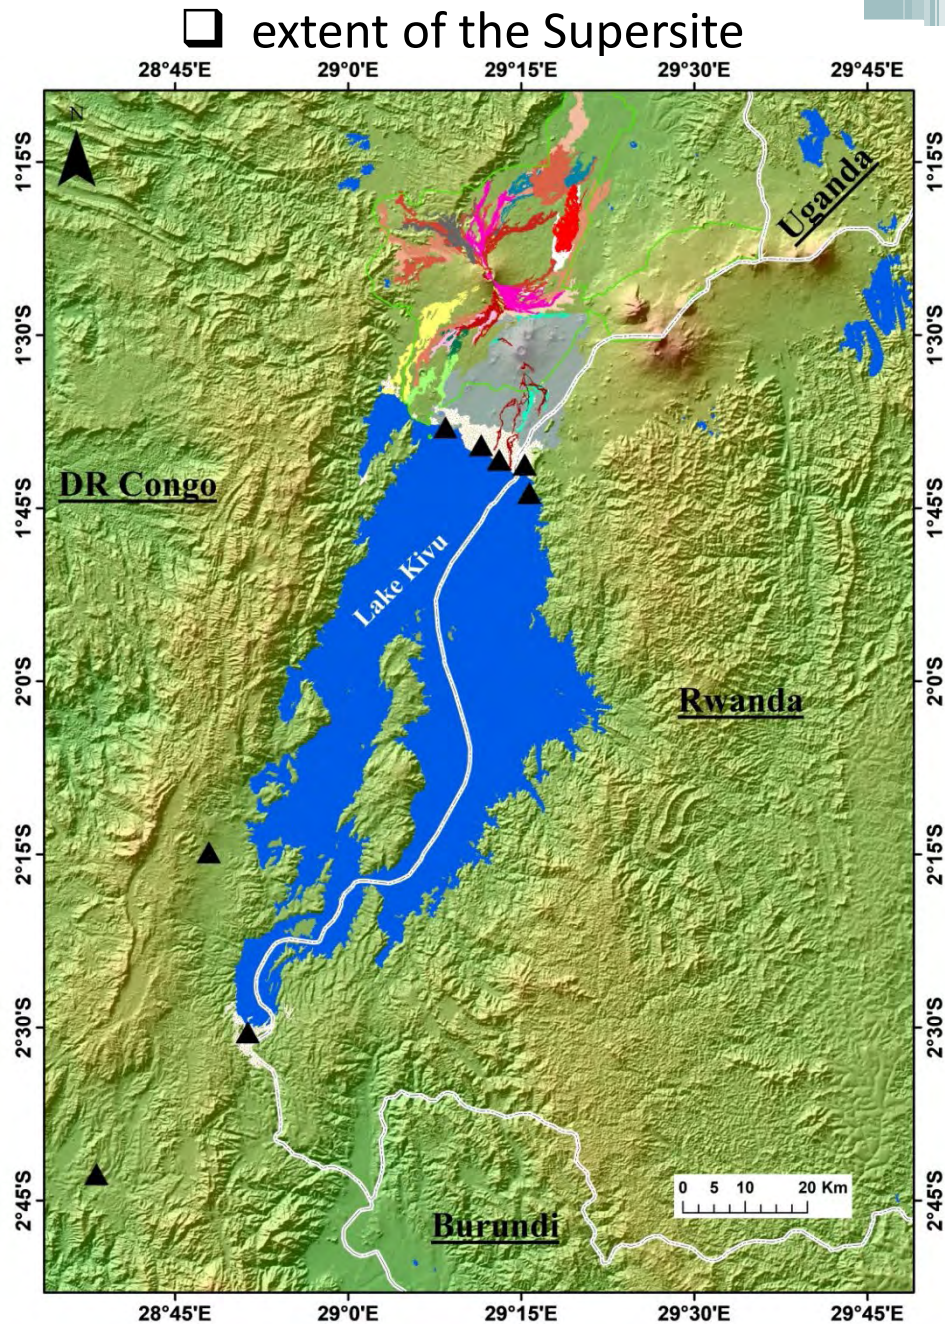 ❑ extent of the Supersite
28°45'E 29°0'E 29°15'E 29°30'E 29°45'E
N
1°15'S 1°15'S
Uganda
1°30'S 1°30'S
DR Congo
1°45'S 1°45'S
Lake Kivu
2°0'S 2°0'S
Rwanda
2°15'S 2°15'S
2°30'S 2°30'S
0 5 10 20 Km
2°45'S 2°45'S
Burundi
28°45'E 29°0'E 29°15'E 29°30'E 29°45'E